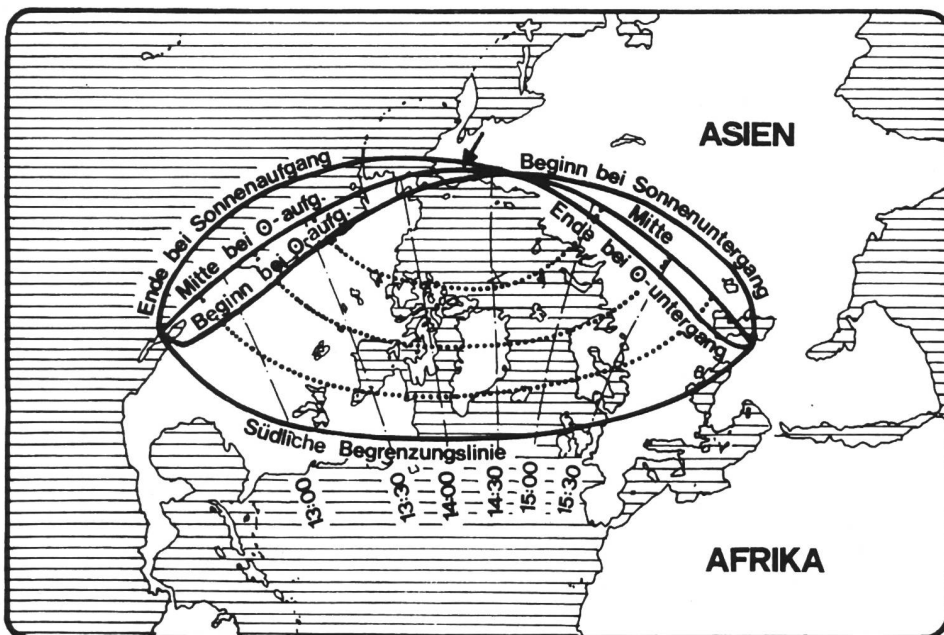 ASIEN
Ende bei Sonnenaufgang
Mitte bei ⊙-aufg.
Beginn bei ⊙-aufg.
Beginn bei Sonnenuntergang
Mitte
Ende bei ⊙-untergang
Südliche Begrenzungslinie
13:00
13:30
14:00
14:30
15:00
15:30
AFRIKA